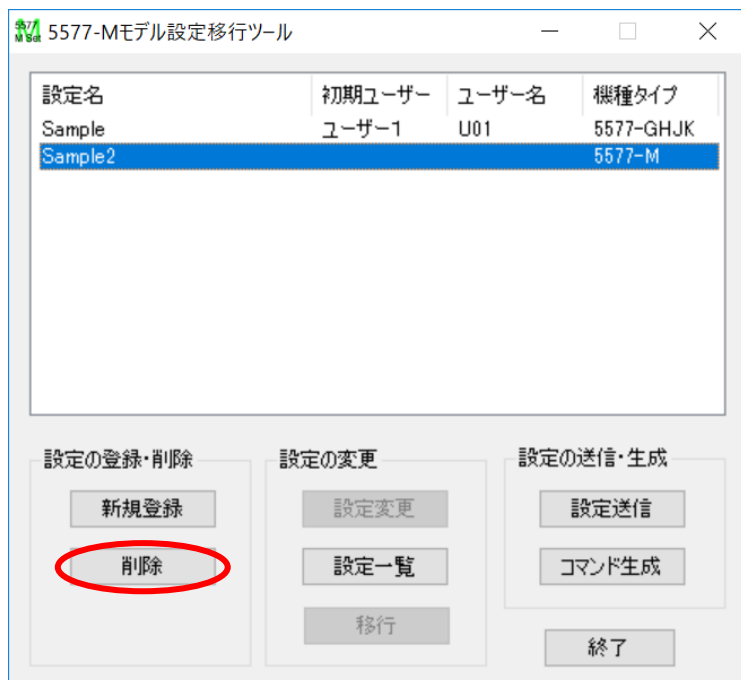 5577 M Set 5577-Mモデル設定移行ツール
設定名 初期ユーザー ユーザー名 機種タイプ
Sample ユーザー1 U01 5577-GHJK
Sample2 5577-M
設定の登録・削除 設定の変更 設定の送信・生成
新規登録 設定変更 設定送信
削除 設定一覧 コマンド生成
移行
終了